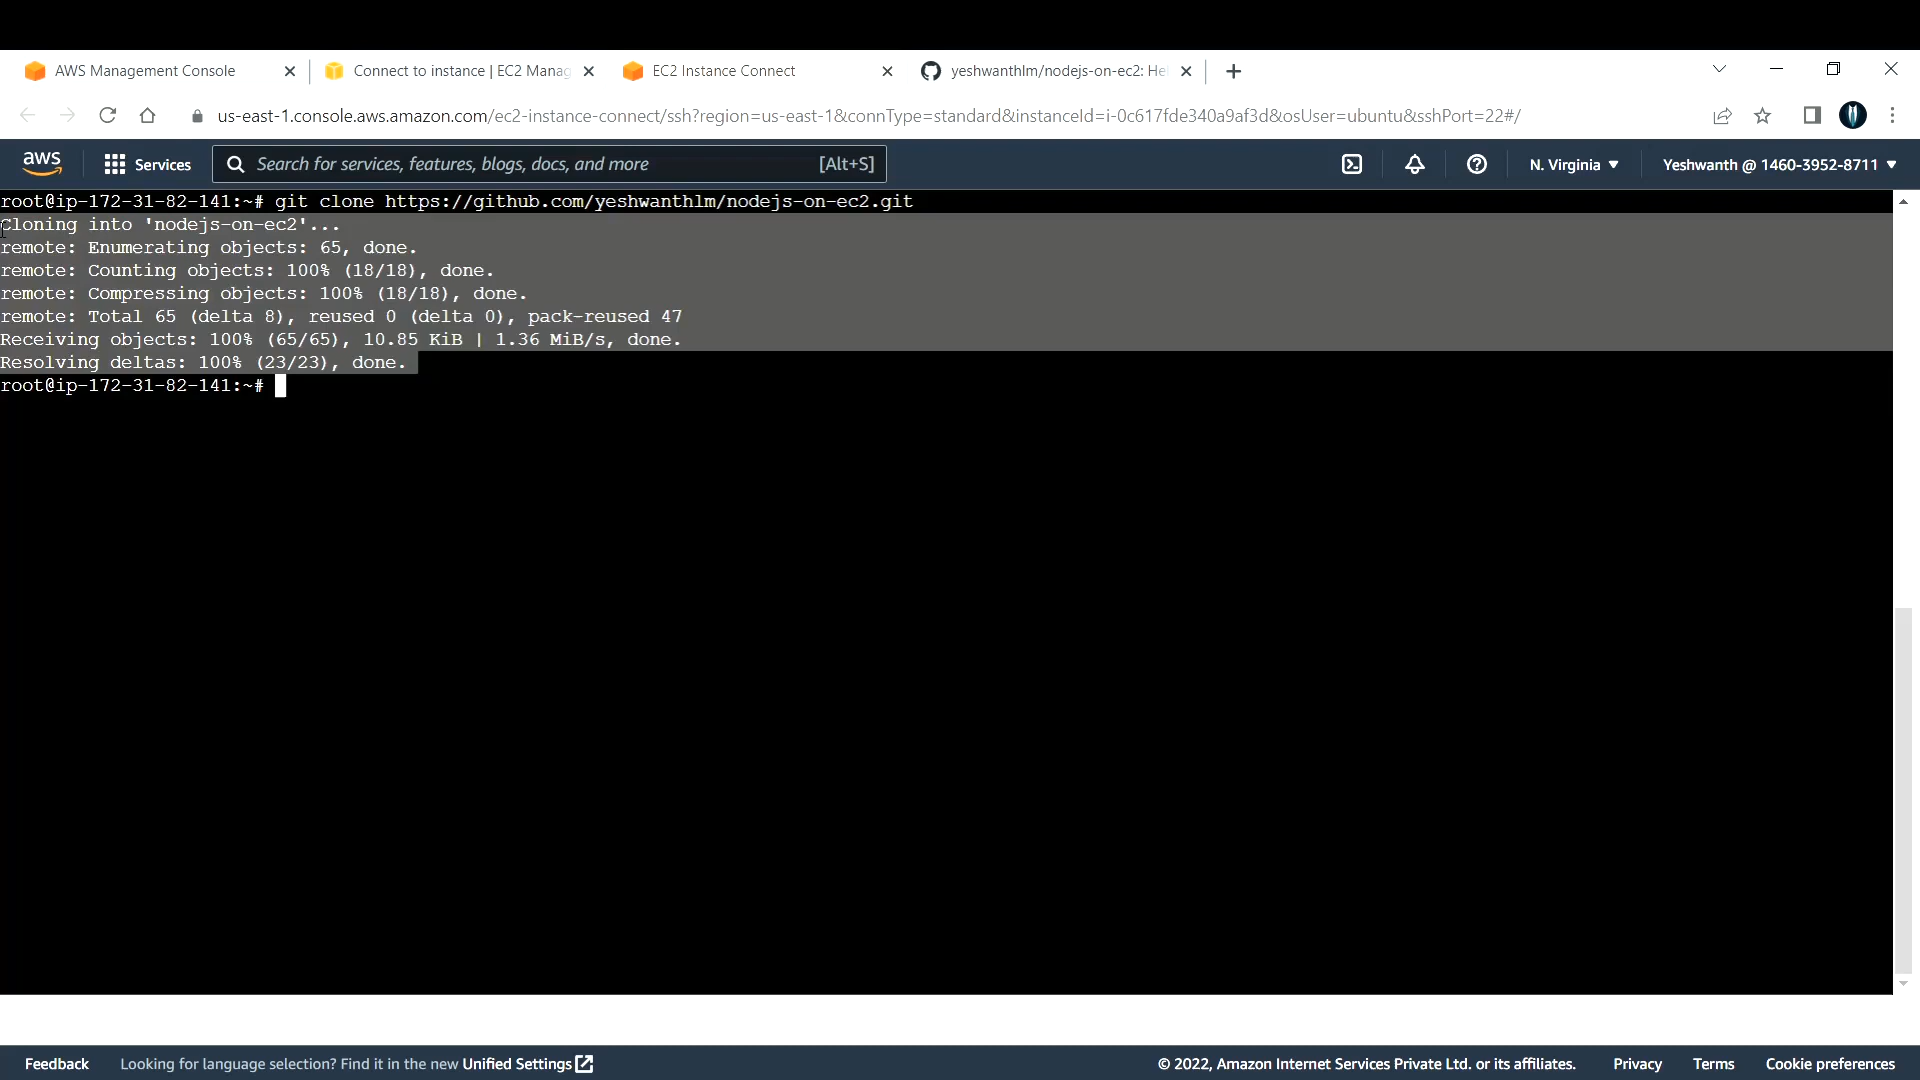 AWS Management Console
Connect to instance | EC2 Manag
EC2 Instance Connect
yeshwanthlm/nodejs-on-ec2: Hel
us-east-1.console.aws.amazon.com/ec2-instance-connect/ssh?region=us-east-1&connType=standard&instanceId=i-0c617fde340a9af3d&osUser=ubuntu&sshPort=22#/
aws
Services
Search for services, features, blogs, docs, and more
[Alt+S]
N. Virginia
Yeshwanth @ 1460-3952-8711
root@ip-172-31-82-141:~# git clone https://github.com/yeshwanthlm/nodejs-on-ec2.git
Cloning into 'nodejs-on-ec2'...
remote: Enumerating objects: 65, done.
remote: Counting objects: 100% (18/18), done.
remote: Compressing objects: 100% (18/18), done.
remote: Total 65 (delta 8), reused 0 (delta 0), pack-reused 47
Receiving objects: 100% (65/65), 10.85 KiB | 1.36 MiB/s, done.
Resolving deltas: 100% (23/23), done.
root@ip-172-31-82-141:~#
Feedback
Looking for language selection? Find it in the new Unified Settings
© 2022, Amazon Internet Services Private Ltd. or its affiliates.
Privacy
Terms
Cookie preferences